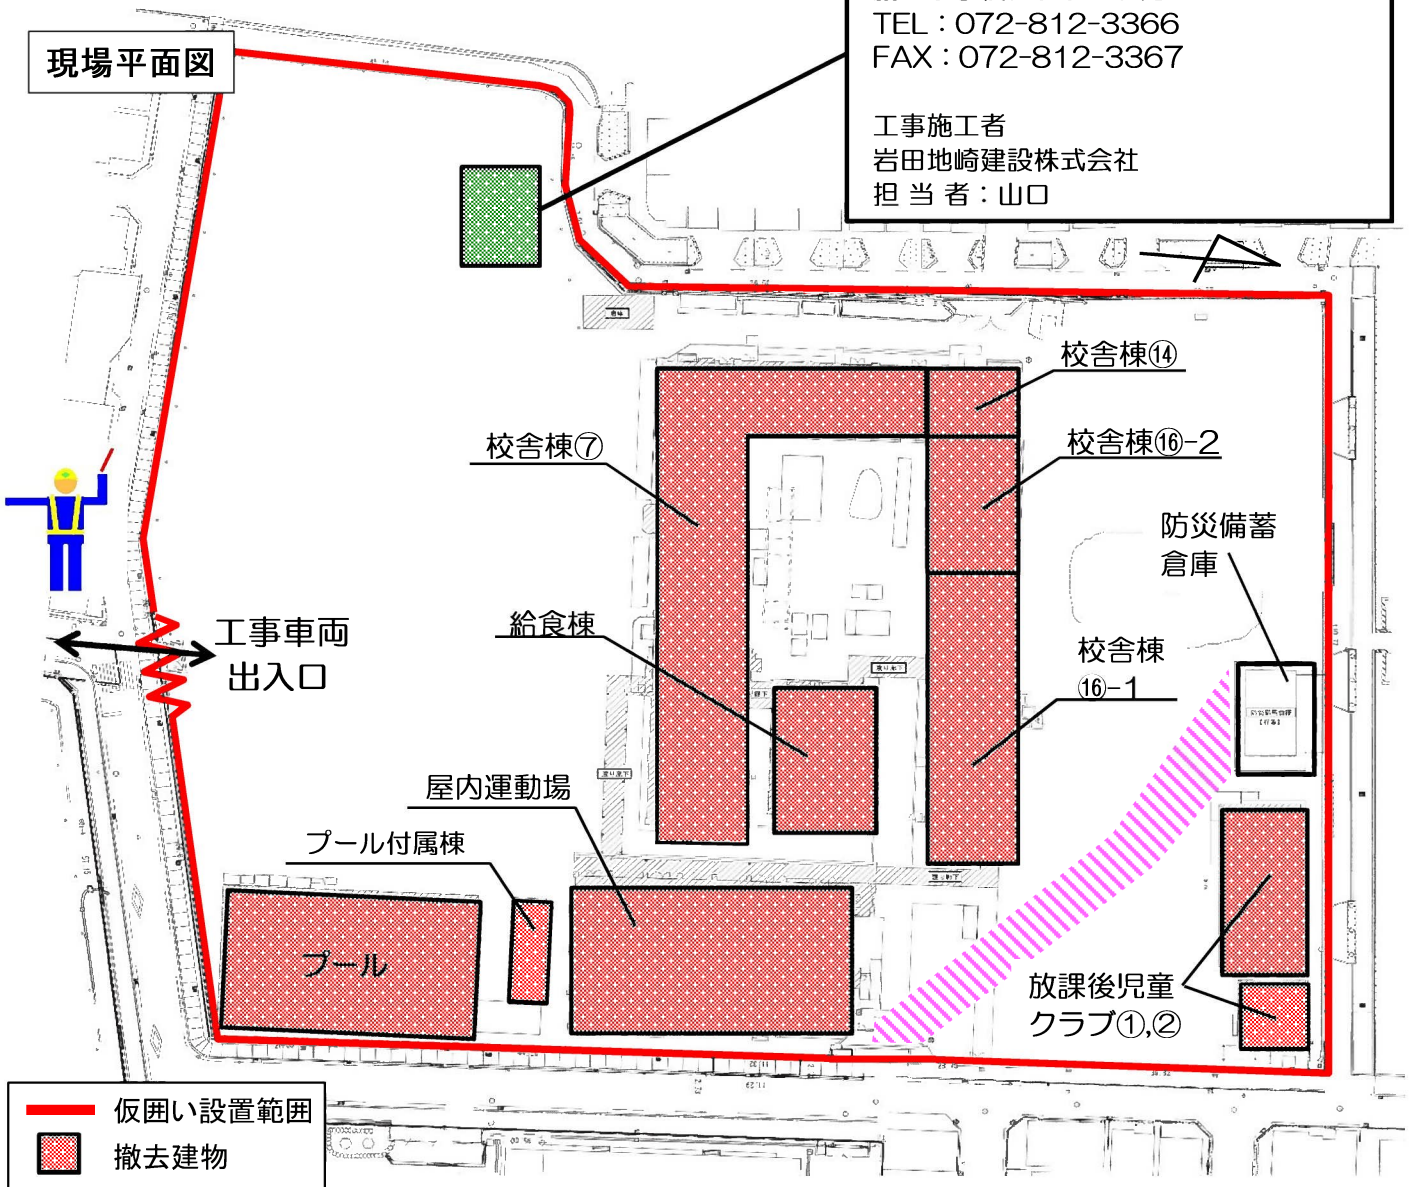 現場平面図
TEL：072-812-3366
FAX：072-812-3367
工事施工者
岩田地崎建設株式会社
担 当 者：山口
校舎棟⑭
校舎棟⑦
校舎棟⑯-2
防災備蓄
倉庫
工事車両
出入口
給食棟
校舎棟
⑯-1
屋内運動場
プール付属棟
プール
放課後児童
クラブ①,②
仮囲い設置範囲
撤去建物